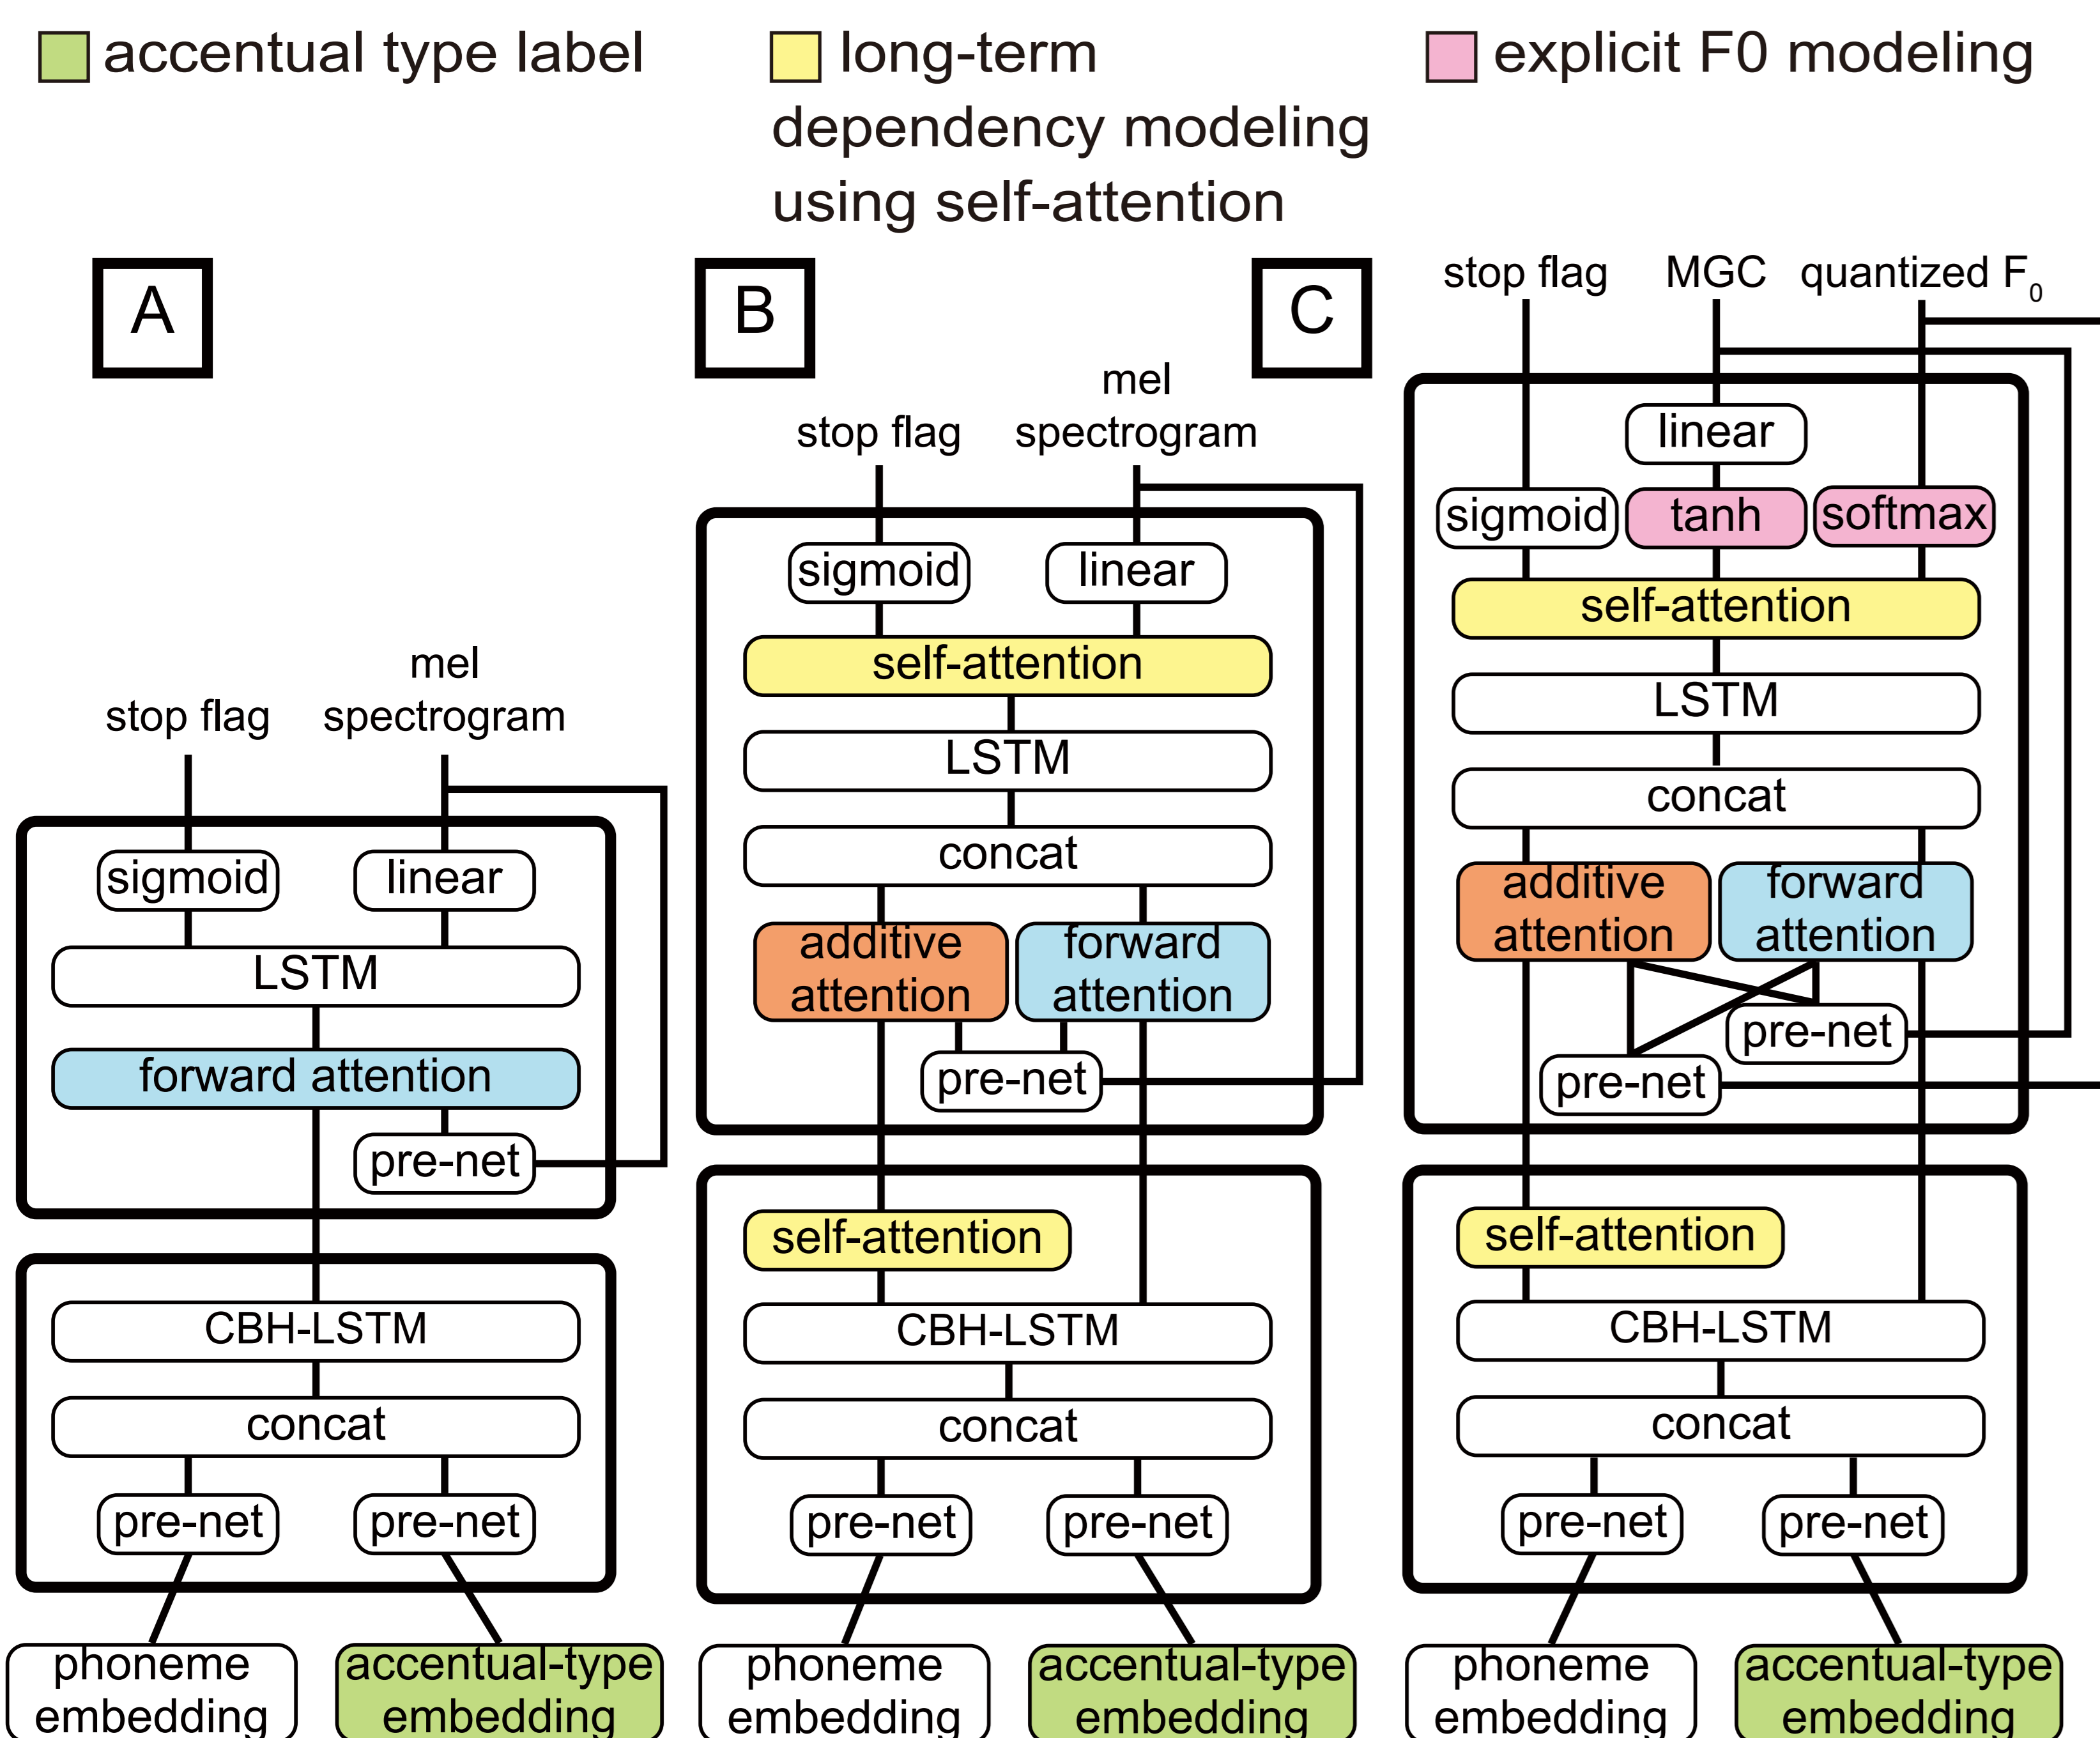 accentual type label
long-term
dependency modeling
using self-attention
explicit F0 modeling
A
stop flag
mel
spectrogram
sigmoid
linear
LSTM
forward attention
pre-net
CBH-LSTM
concat
pre-net
pre-net
phoneme
embedding
accentual-type
embedding
B
stop flag
mel
spectrogram
sigmoid
linear
self-attention
LSTM
concat
additive
attention
forward
attention
pre-net
self-attention
CBH-LSTM
concat
pre-net
pre-net
phoneme
embedding
accentual-type
embedding
C
stop flag
MGC
quantized F0
linear
sigmoid
tanh
softmax
self-attention
LSTM
concat
additive
attention
forward
attention
pre-net
pre-net
self-attention
CBH-LSTM
concat
pre-net
pre-net
phoneme
embedding
accentual-type
embedding